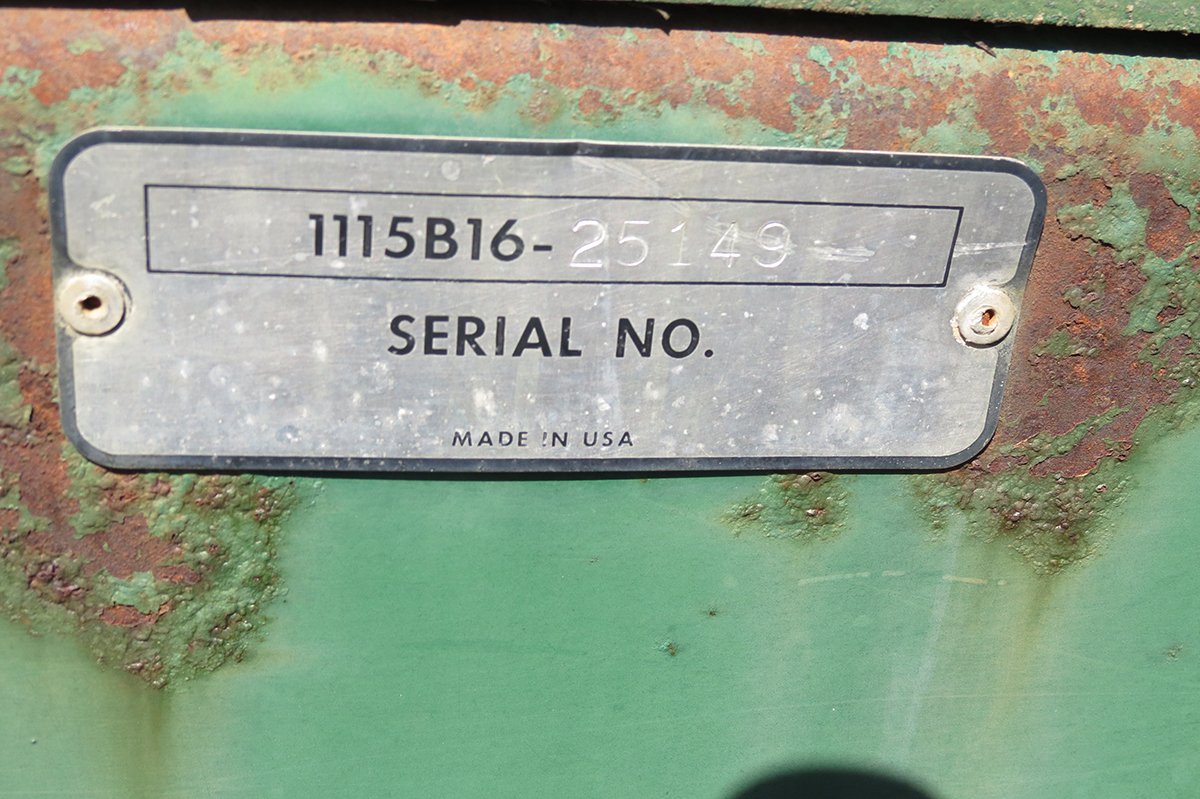 1115B16-25149
SERIAL NO.
MADE IN USA